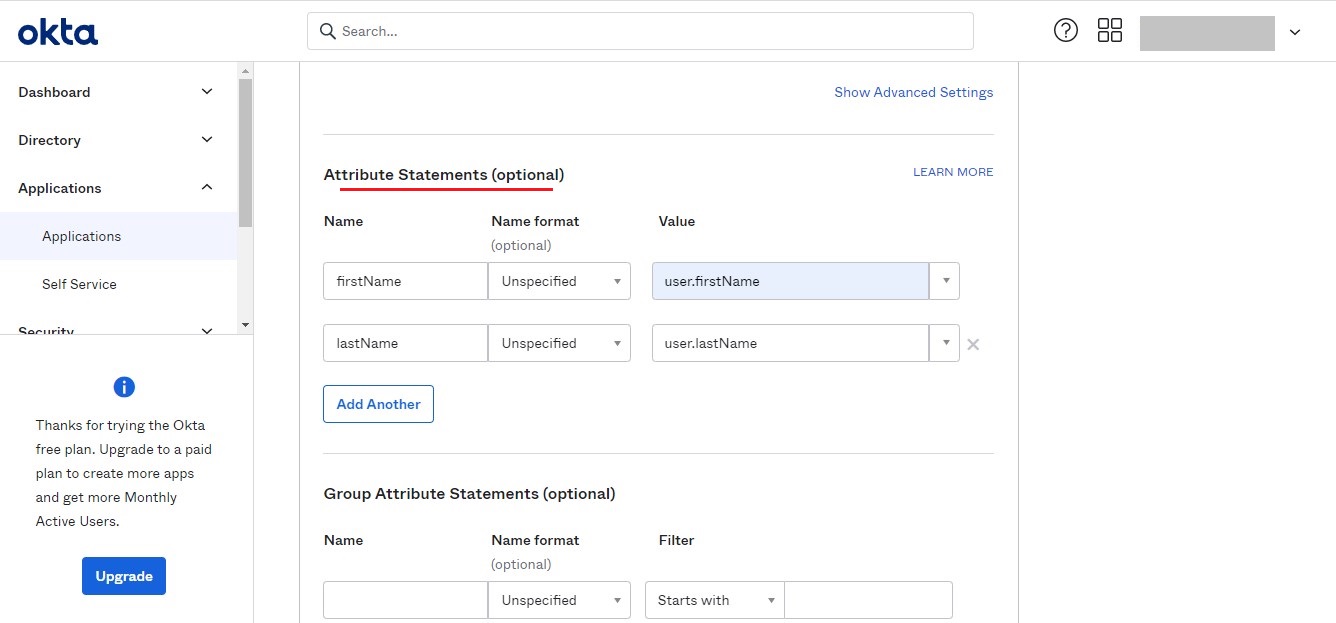 okta
Search...
Dashboard
Directory
Applications
Applications
Self Service
Security
Thanks for trying the Okta
free plan. Upgrade to a paid
plan to create more apps
and get more Monthly
Active Users.
Upgrade
Show Advanced Settings
Attribute Statements (optional)
LEARN MORE
Name
Name format
(optional)
Value
firstName
Unspecified
user.firstName
lastName
Unspecified
user.lastName
Add Another
Group Attribute Statements (optional)
Name
Name format
(optional)
Filter
Unspecified
Starts with